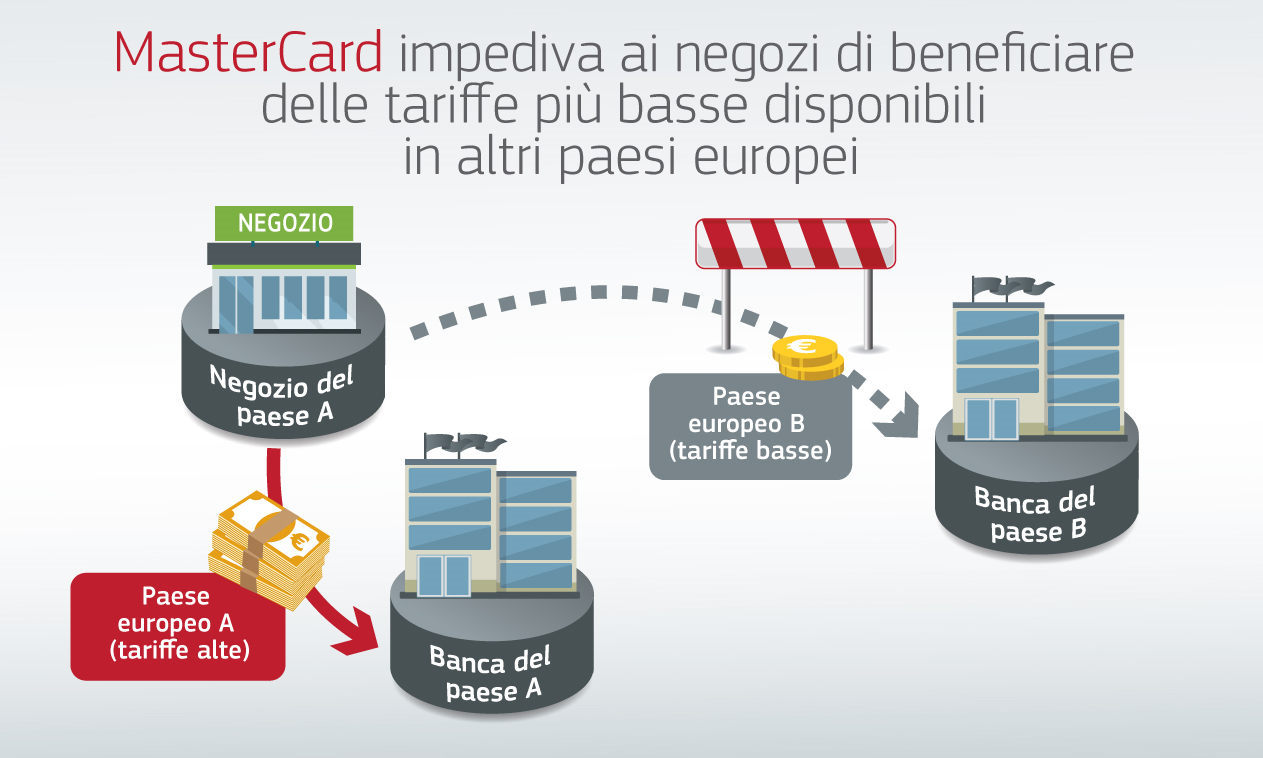 MasterCard impediva ai negozi di beneficiare
delle tariffe più basse disponibili
in altri paesi europei
NEGOZIO
Negozio del
paese A
Paese
europeo B
(tariffe basse)
Banca del
paese B
Paese
europeo A
(tariffe alte)
Banca del
paese A
€
€